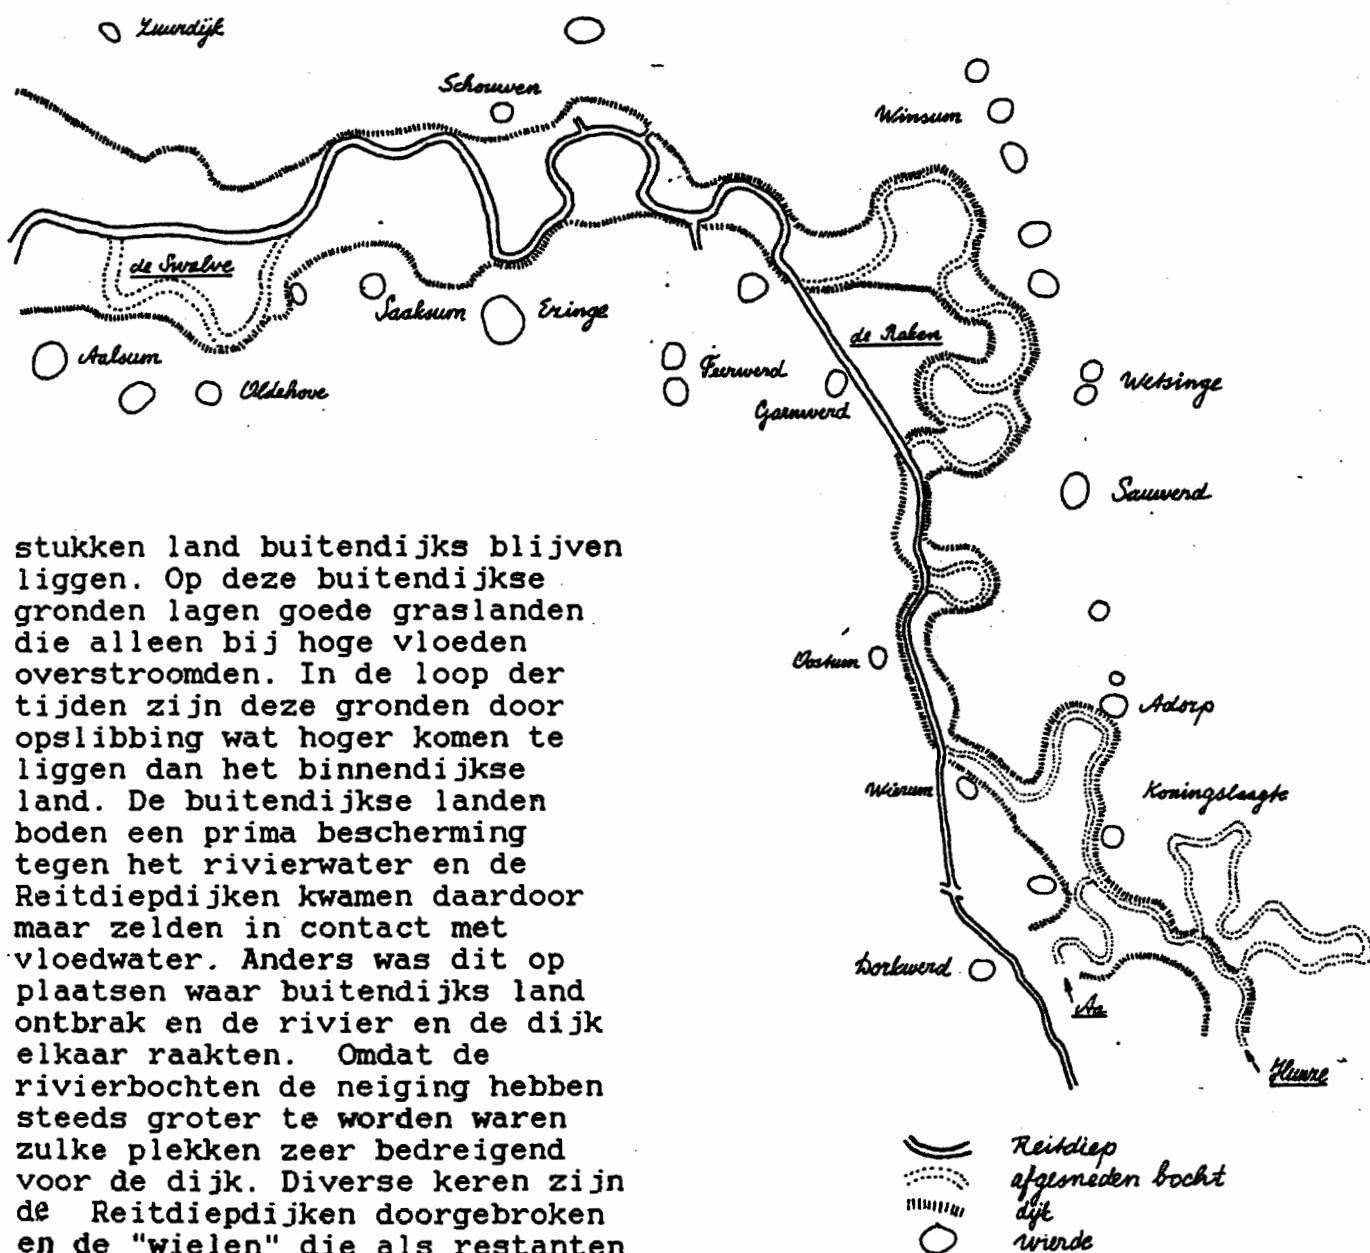 Zuurdijk
Schouwen
Winsum
de Swalve
Saaksum
Ezinge
Aalsum
Oldehove
Feerwerd
Garnwerd
de Raken
Wetsinge
Sauwerd
stukken land buitendijks blijven
liggen. Op deze buitendijkse
gronden lagen goede graslanden
die alleen bij hoge vloeden
overstroomden. In de loop der
tijden zijn deze gronden door
opslibbing wat hoger komen te
liggen dan het binnendijkse
land. De buitendijkse landen
boden een prima bescherming
tegen het rivierwater en de
Reitdiepdijken kwamen daardoor
maar zelden in contact met
vloedwater. Anders was dit op
plaatsen waar buitendijks land
ontbrak en de rivier en de dijk
elkaar raakten. Omdat de
rivierbochten de neiging hebben
steeds groter te worden waren
zulke plekken zeer bedreigend
voor de dijk. Diverse keren zijn
de Reitdiepdijken doorgebroken
en de "wielen" die als restanten
Oostum
Adorp
Wierum
Koningslaagte
Dorkwerd
Aa
Hunze
Reitdiep
afgesneden bocht
dijk
wierde